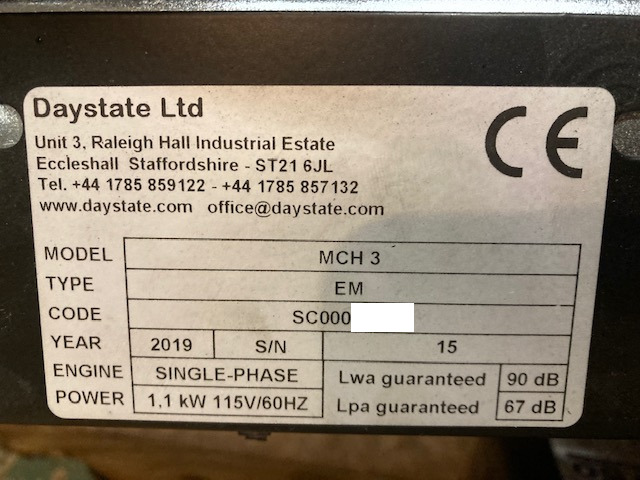 Daystate Ltd
CE
Unit 3, Raleigh Hall Industrial Estate
Eccleshall Staffordshire - ST21 6JL
Tel. +44 1785 859122 - +44 1785 857132
www.daystate.com office@daystate.com
MODEL MCH 3
TYPE EM
CODE SC000
YEAR 2019 S/N 15
ENGINE SINGLE-PHASE Lwa guaranteed 90 dB
POWER 1,1 kW 115V/60HZ Lpa guaranteed 67 dB